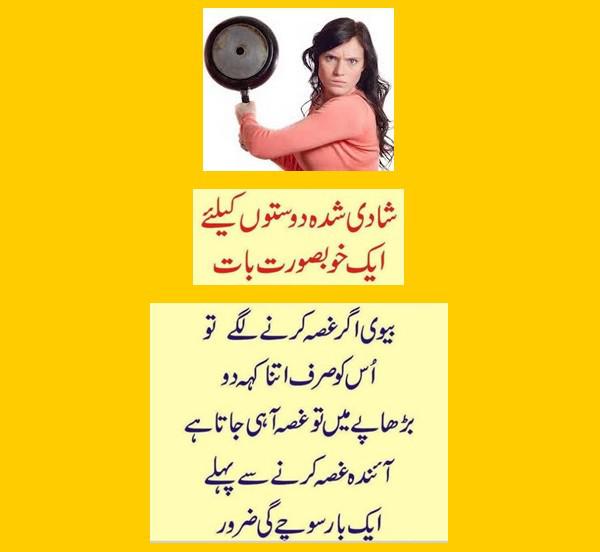 شادی شدہ دوستوں کیلئے
ایک خوبصورت بات
بیوی اگر غصہ کرنے لگے تو
اُس کو صرف اتنا کہہ دو
بڑھاپے میں تو غصہ آ ہی جاتا ہے
آئندہ غصہ کرنے سے پہلے
ایک بار سوچے گی ضرور